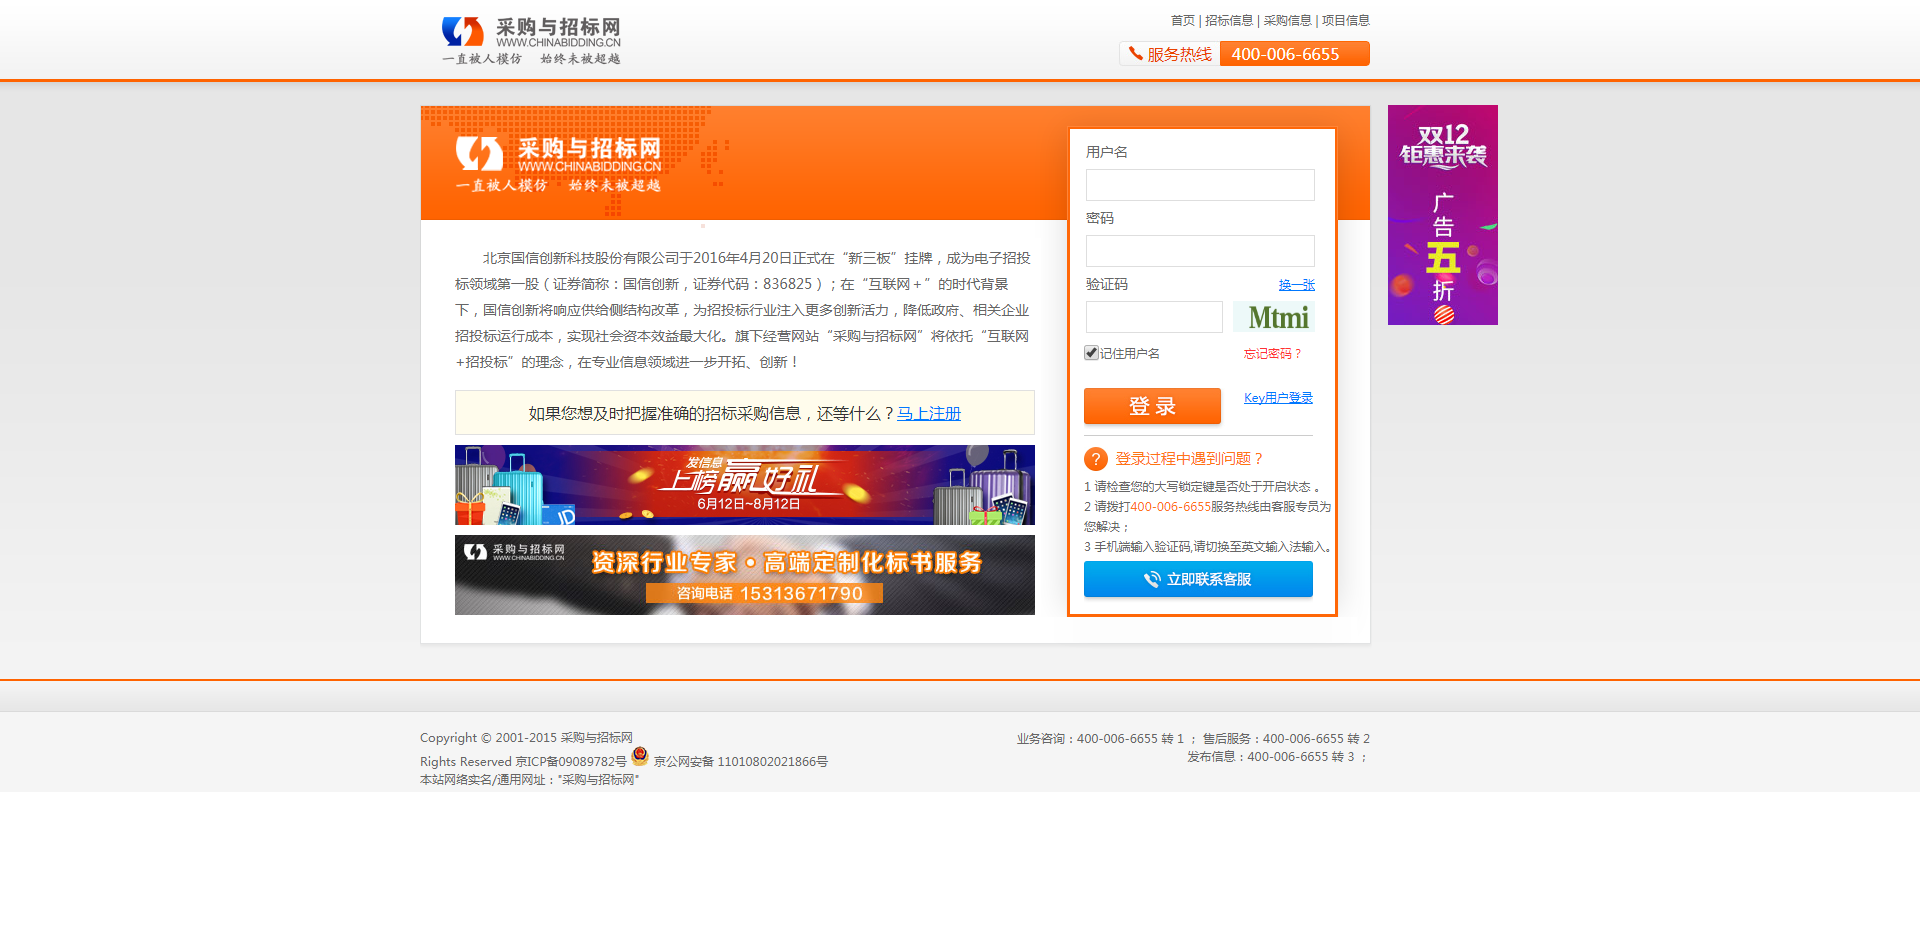 采购与招标网
WWW.CHINABIDDING.CN
一直被人模仿 始终未被超越
首页 | 招标信息 | 采购信息 | 项目信息
服务热线 400-006-6655
采购与招标网
WWW.CHINABIDDING.CN
一直被人模仿 始终未被超越
北京国信创新科技股份有限公司于2016年4月20日正式在“新三板”挂牌，成为电子招投
标领域第一股（证券简称：国信创新，证券代码：836825）；在“互联网＋”的时代背景
下，国信创新将响应供给侧结构改革，为招投标行业注入更多创新活力，降低政府、相关企业
招投标运行成本，实现社会资本效益最大化。旗下经营网站“采购与招标网”将依托“互联网
+招投标”的理念，在专业信息领域进一步开拓、创新！
如果您想及时把握准确的招标采购信息，还等什么？马上注册
发信息
上榜赢好礼
6月12日~8月12日
JD
采购与招标网
WWW.CHINABIDDING.CN
资深行业专家·高端定制化标书服务
咨询电话 15313671790
用户名
密码
验证码 换一张
Mtmi
记住用户名 忘记密码？
登录 Key用户登录
? 登录过程中遇到问题？
1 请检查您的大写锁定键是否处于开启状态 。
2 请拨打400-006-6655服务热线由客服专员为
您解决；
3 手机端输入验证码,请切换至英文输入法输入。
立即联系客服
双12
钜惠来袭
广
告
五
折
Copyright © 2001-2015 采购与招标网
Rights Reserved 京ICP备09089782号 京公网安备 11010802021866号
本站网络实名/通用网址："采购与招标网"
业务咨询：400-006-6655 转 1 ； 售后服务：400-006-6655 转 2
发布信息：400-006-6655 转 3 ；